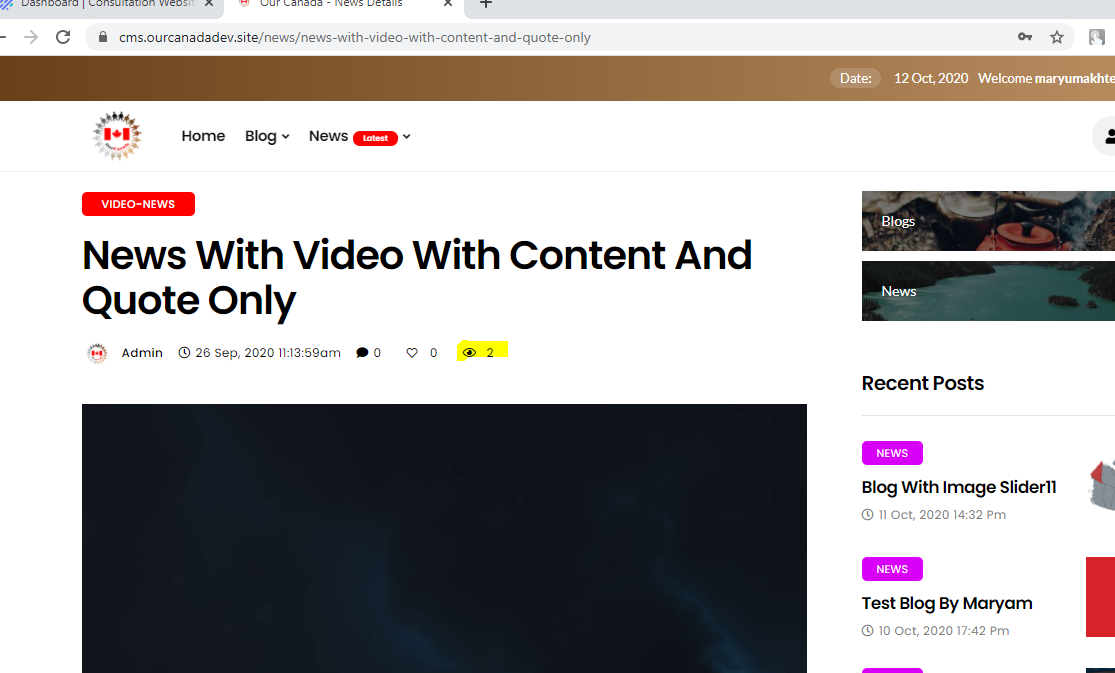 Dashboard | Consultation Websit
Our Canada - News Details
cms.ourcanadadev.site/news/news-with-video-with-content-and-quote-only
Date: 12 Oct, 2020 Welcome maryumakhte
Home Blog News Latest
VIDEO-NEWS
News With Video With Content And
Quote Only
Admin 26 Sep, 2020 11:13:59am 0 0 2
Blogs
News
Recent Posts
NEWS
Blog With Image Slider11
11 Oct, 2020 14:32 Pm
NEWS
Test Blog By Maryam
10 Oct, 2020 17:42 Pm